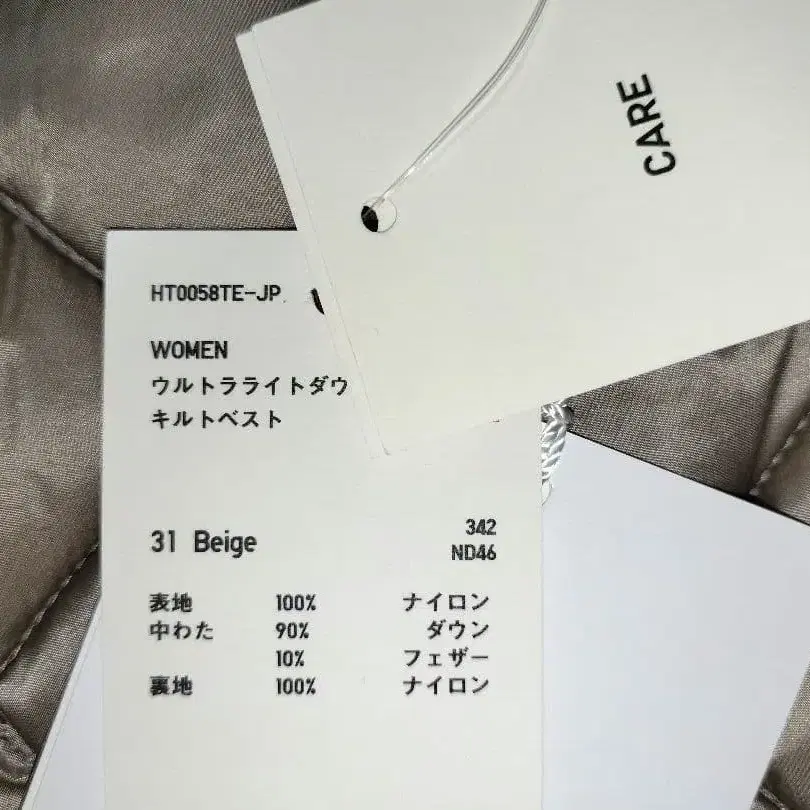 CARE
HT0058TE-JP
WOMEN
ウルトラライトダウ
キルトベスト
31 Beige
342
ND46
表地 100% ナイロン
中わた 90% ダウン
10% フェザー
裏地 100% ナイロン